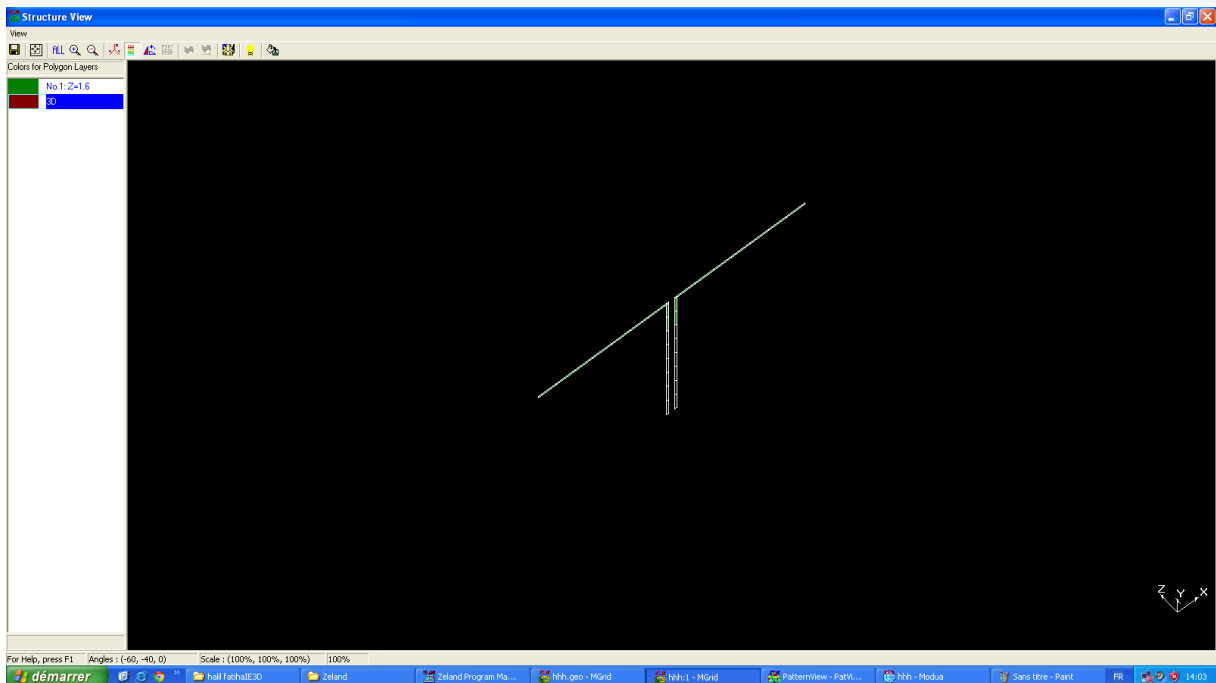 Structure View
View
ALL
Colors for Polygon Layers
No.1: Z=1.6
3D
Z Y X
For Help, press F1 Angles : (-60, -40, 0) Scale : (100%, 100%, 100%) 100%
démarrer » halil fatihaIE3D Zeland Zeland Program Ma... hhh.geo - MGrid hhh:1 - MGrid PatternView - PatVi... hhh - Modua Sans titre - Paint FR 14:03